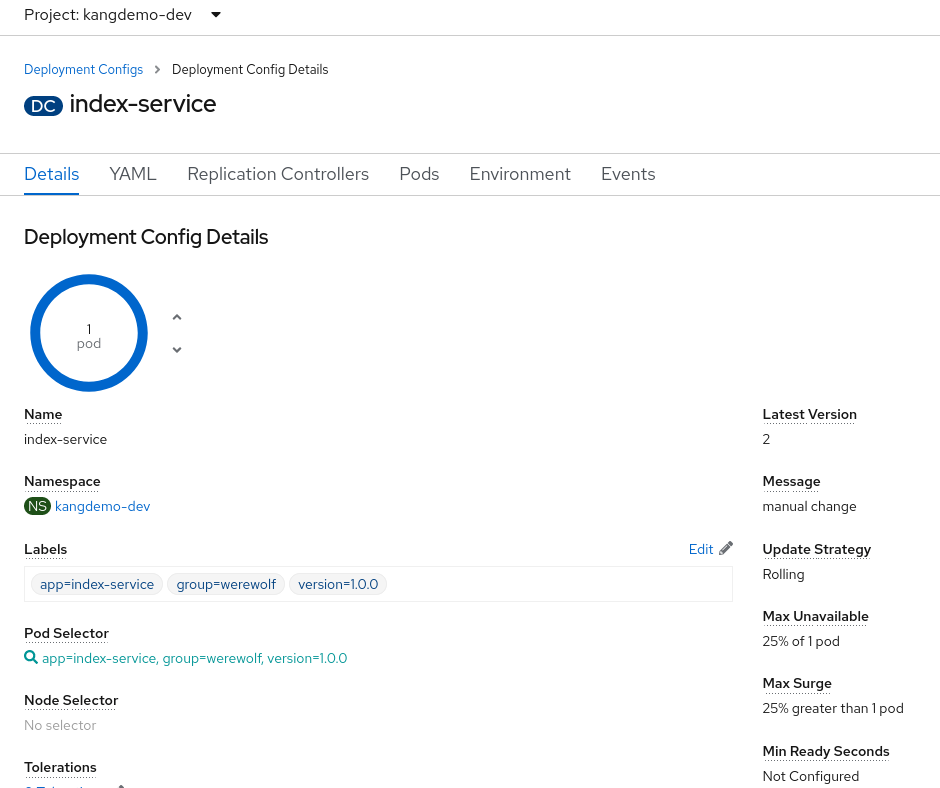 Project: kangdemo-dev
Deployment Configs > Deployment Config Details
DC index-service
Details YAML Replication Controllers Pods Environment Events
Deployment Config Details
1
pod
Name
index-service
Namespace
NS kangdemo-dev
Labels
Edit
app=index-service group=werewolf version=1.0.0
Pod Selector
app=index-service, group=werewolf, version=1.0.0
Node Selector
No selector
Tolerations
Latest Version
2
Message
manual change
Update Strategy
Rolling
Max Unavailable
25% of 1 pod
Max Surge
25% greater than 1 pod
Min Ready Seconds
Not Configured